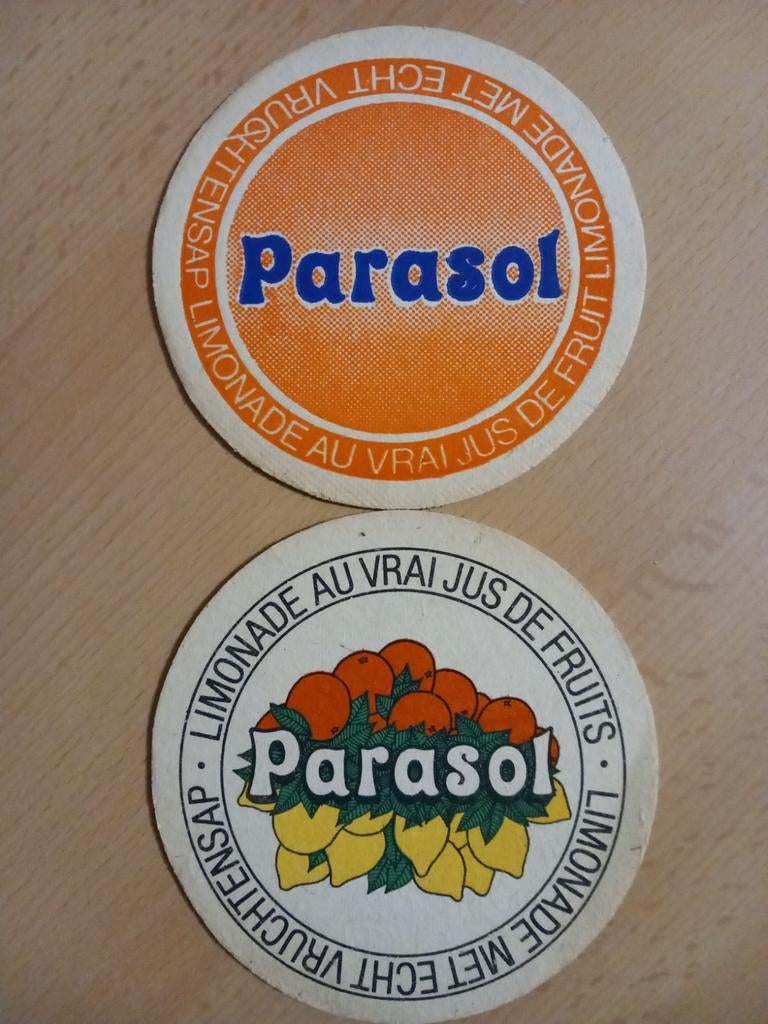 LIMONADE MET ECHT VRUCHTENSAP
Parasol
LIMONADE AU VRAI JUS DE FRUIT
LIMONADE AU VRAI JUS DE FRUITS
Parasol
· LIMONADE MET ECHT VRUCHTENSAP ·